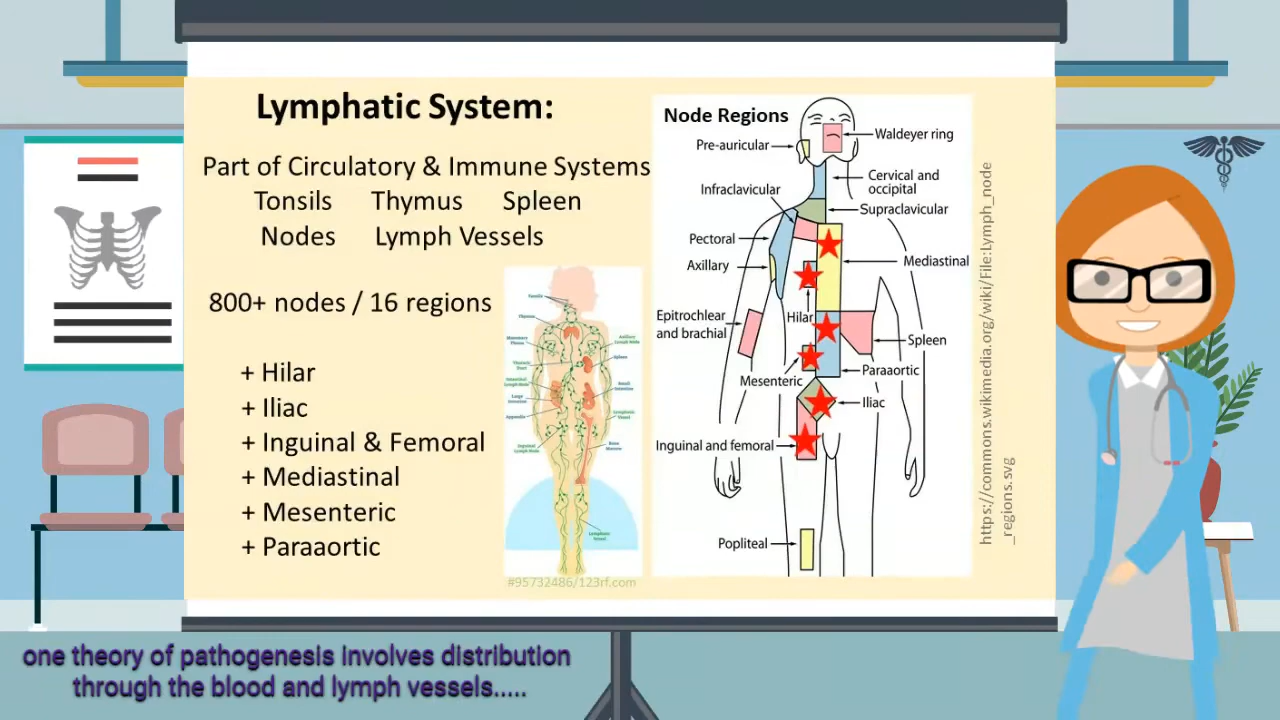 Lymphatic System:
Part of Circulatory & Immune Systems
Tonsils Thymus Spleen
Nodes Lymph Vessels
800+ nodes / 16 regions
+ Hilar
+ Iliac
+ Inguinal & Femoral
+ Mediastinal
+ Mesenteric
+ Paraaortic
#95732486/123rf.com
Node Regions
Waldeyer ring
Pre-auricular
Cervical and
occipital
Infraclavicular
Supraclavicular
Pectoral
Axillary
Mediastinal
Hilar
Epitrochlear
and brachial
Spleen
Mesenteric
Paraaortic
Iliac
Inguinal and femoral
Popliteal
https://commons.wikimedia.org/wiki/File:Lymph_node
_regions.svg
one theory of pathogenesis involves distribution
through the blood and lymph vessels.....